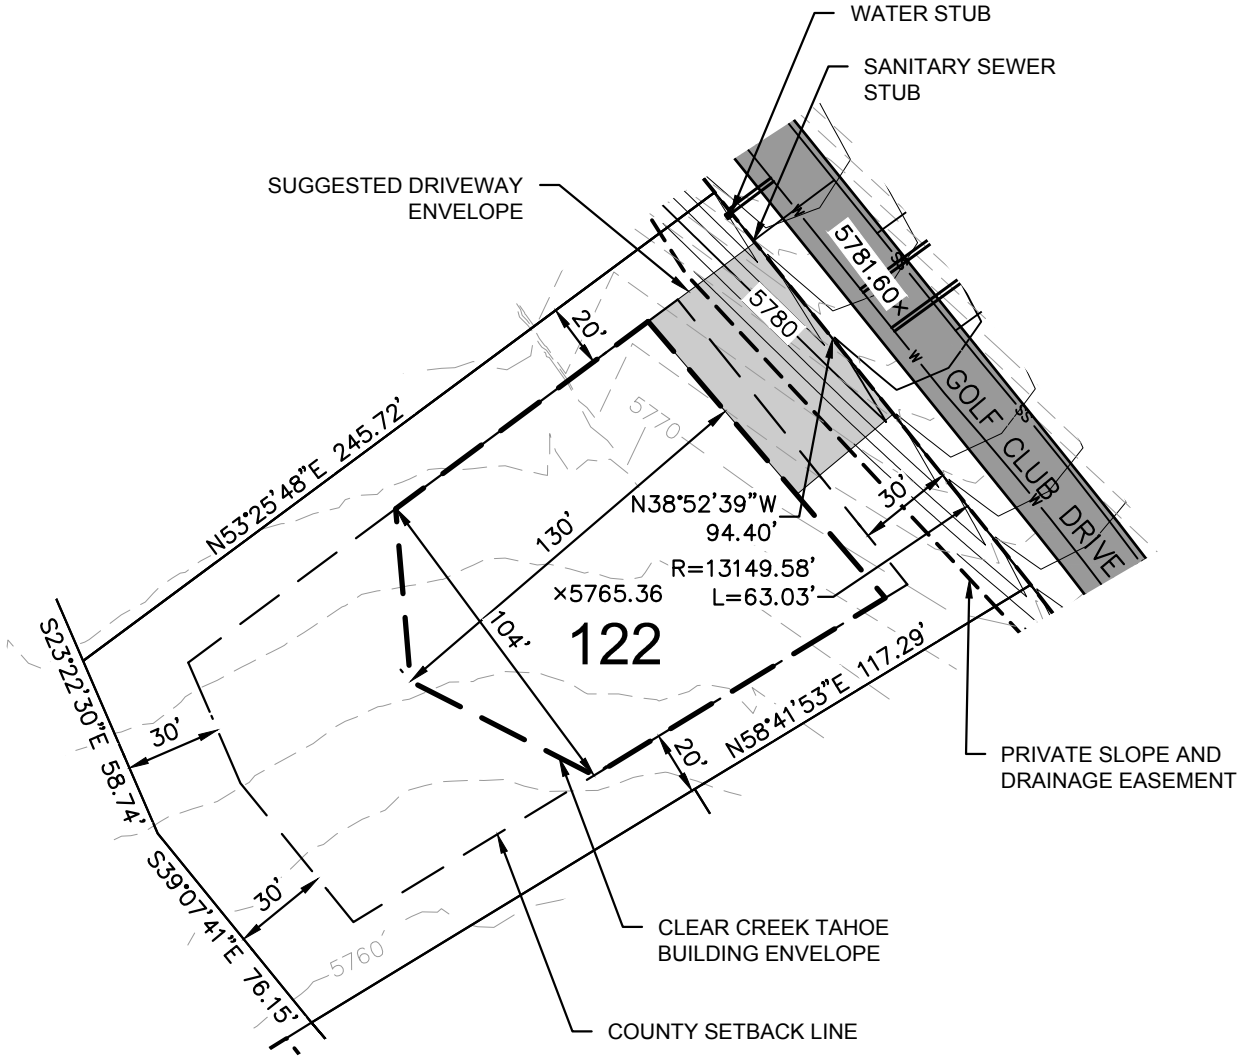 WATER STUB
SANITARY SEWER
STUB
SUGGESTED DRIVEWAY
ENVELOPE
5781.60
×
5780
W
SS
W
GOLF CLUB DRIVE
SS
W
20'
5770
N53°25'48"E 245.72'
130'
N38°52'39"W
94.40'
30'
R=13149.58'
L=63.03'
×5765.36
122
104'
S23°22'30"E 58.74'
30'
N58°41'53"E 117.29'
20'
PRIVATE SLOPE AND
DRAINAGE EASEMENT
S39°07'41"E 76.15'
30'
5760
CLEAR CREEK TAHOE
BUILDING ENVELOPE
COUNTY SETBACK LINE